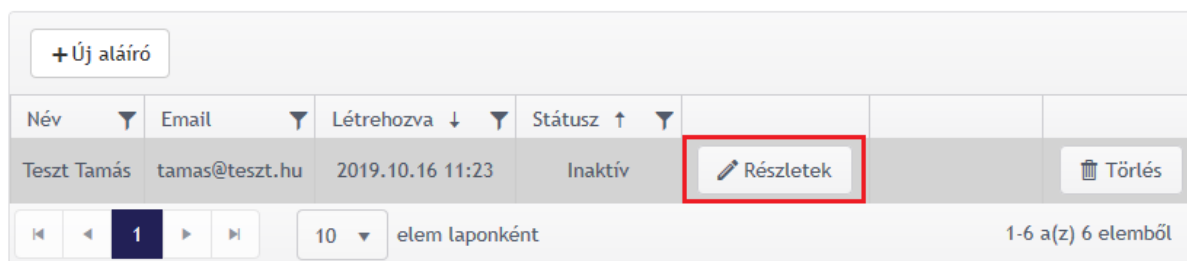 +Új aláíró
Név Email Létrehozva ↓ Státusz ↑
Teszt Tamás tamas@teszt.hu 2019.10.16 11:23 Inaktív Részletek Törlés
1 10 elem laponként 1-6 a(z) 6 elemből